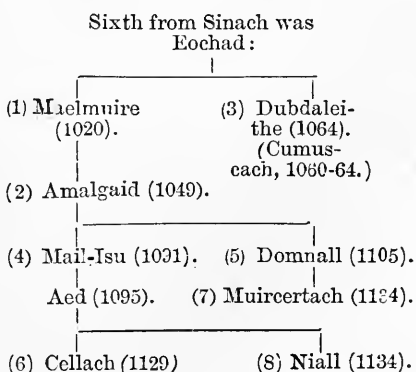 Sixth from Sinach was
Eochad:
(1) Maelmuire (3) Dubdalei-
(1020). the (1064).
(Cumus-
cach, 1060-64.)
(2) Amalgaid (1049).
(4) Mail-Isu (1091). (5) Domnall (1105).
Aed (1095). (7) Muircertach (1134).
(6) Cellach (1129) (8) Niall (1134).